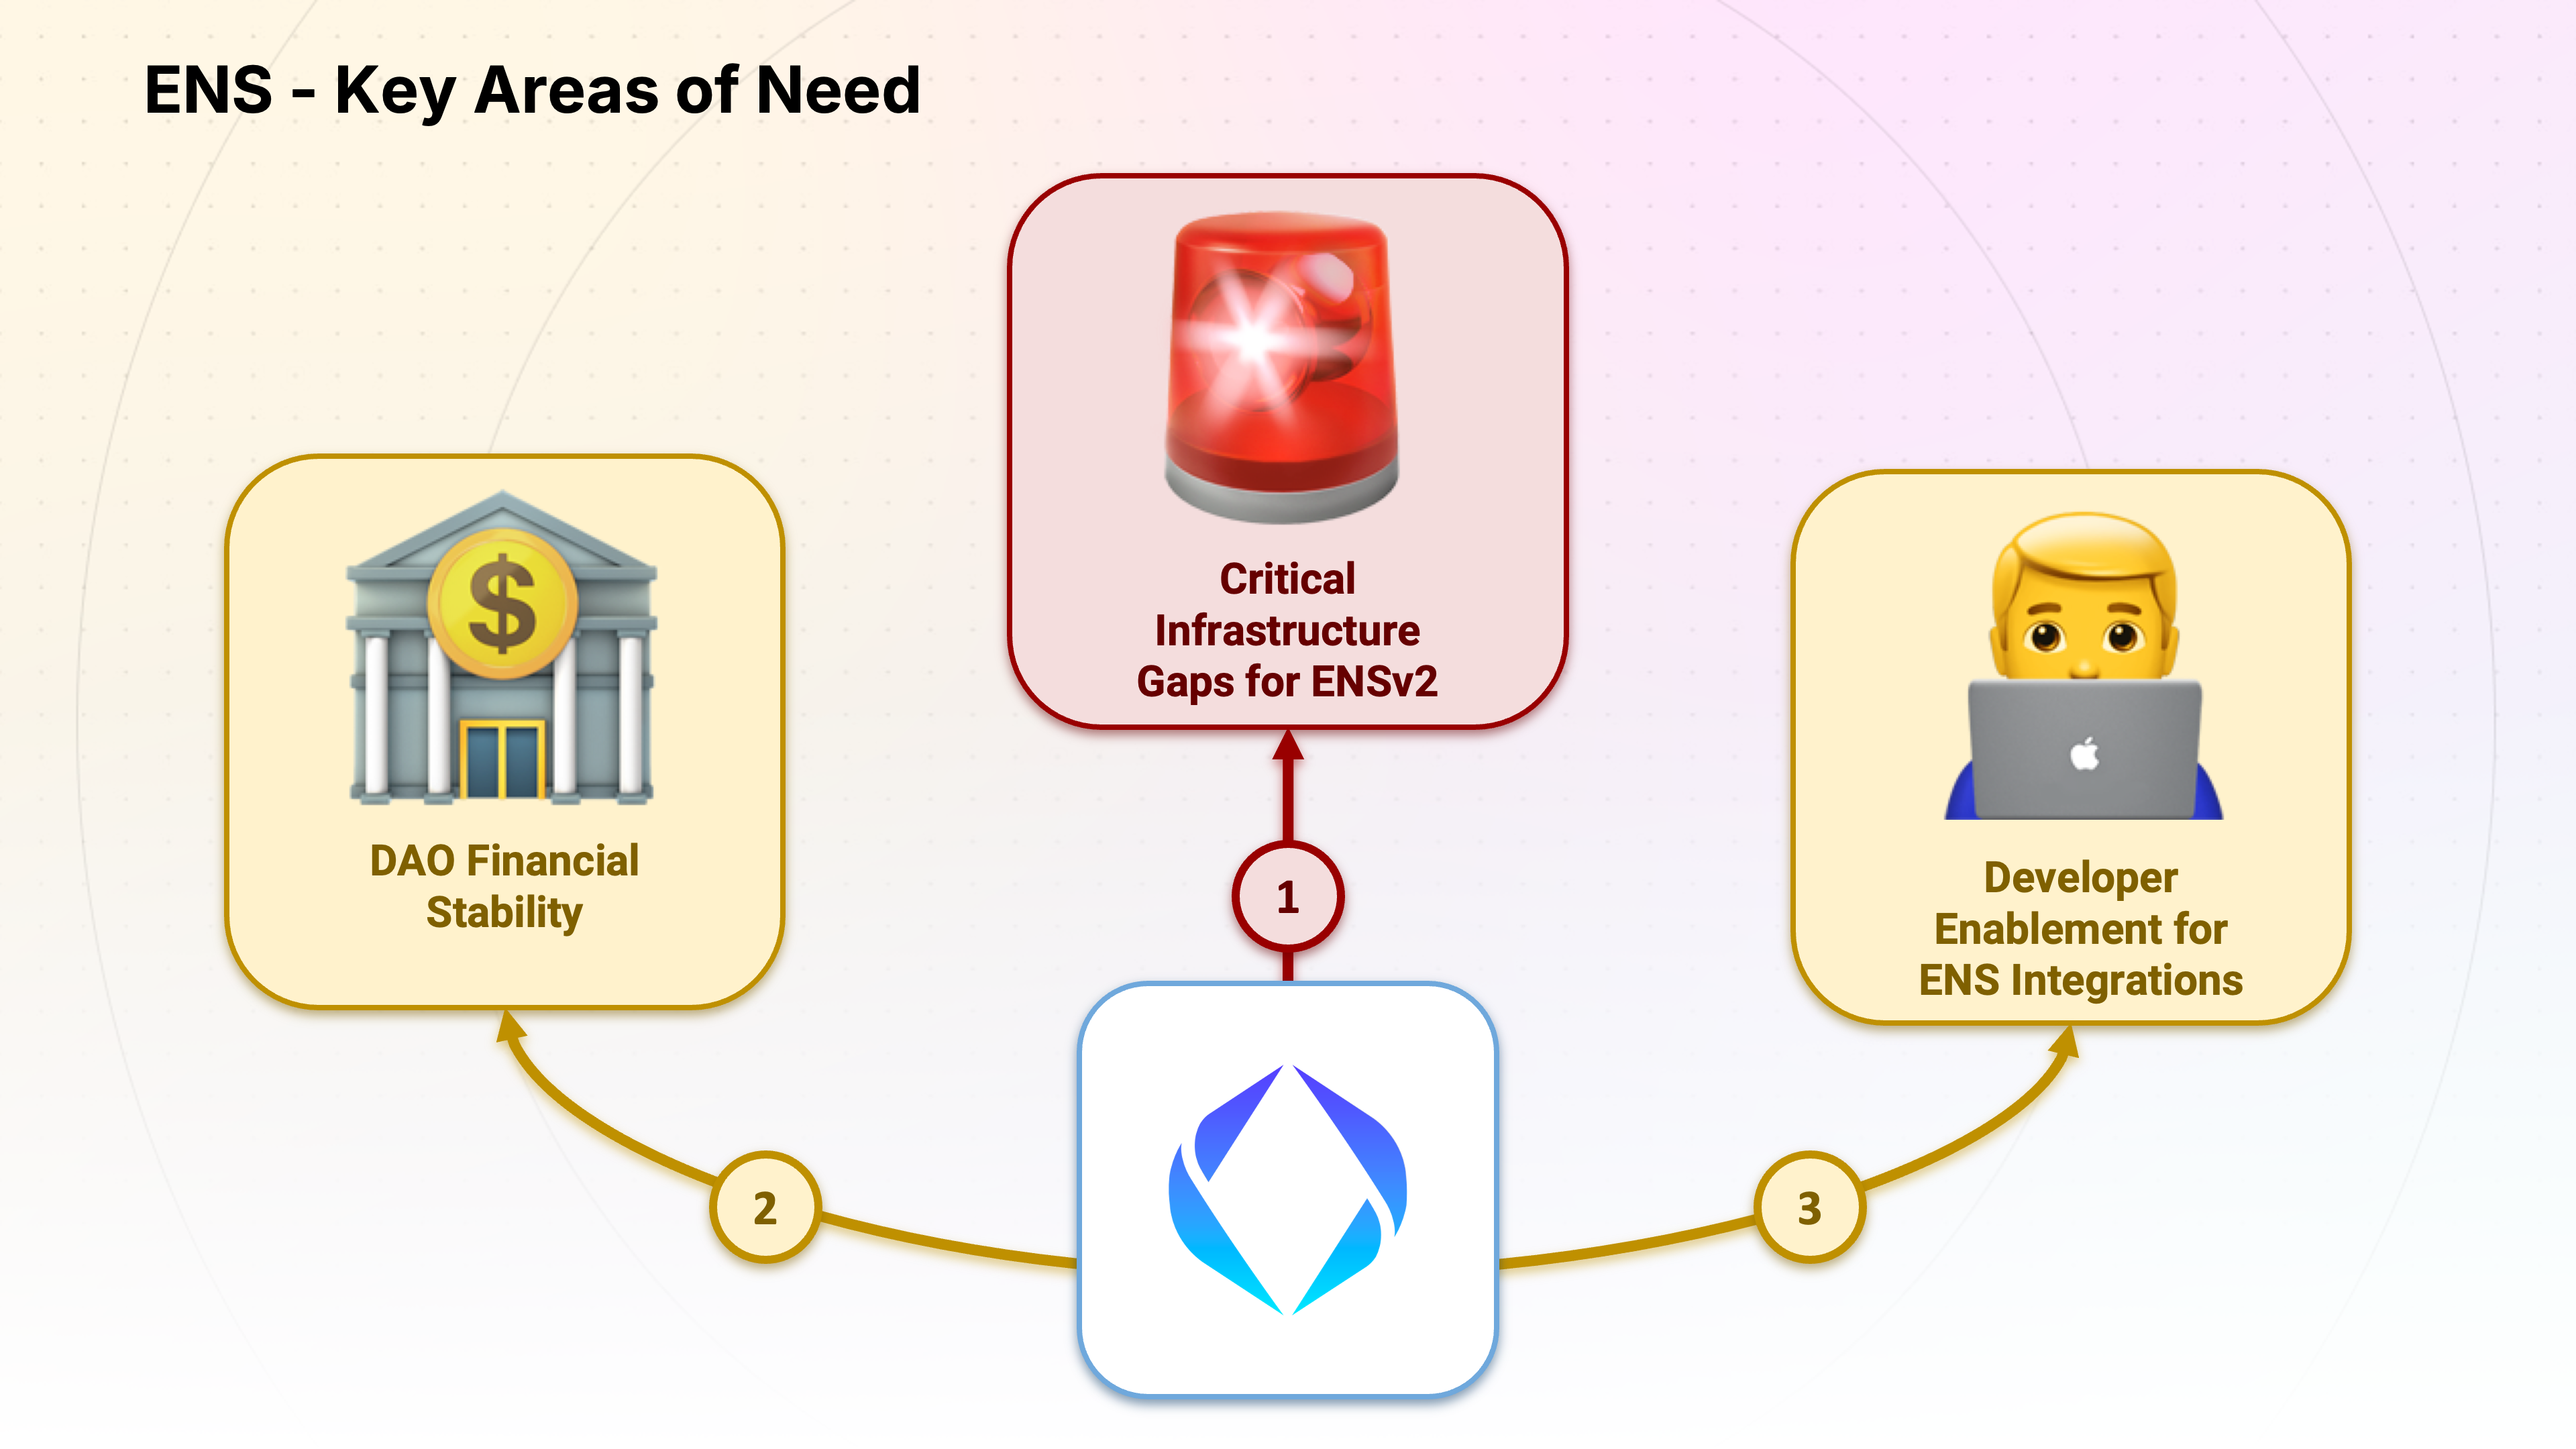 ENS - Key Areas of Need
Critical
Infrastructure
Gaps for ENSv2
1
DAO Financial
Stability
2
Developer
Enablement for
ENS Integrations
3
$